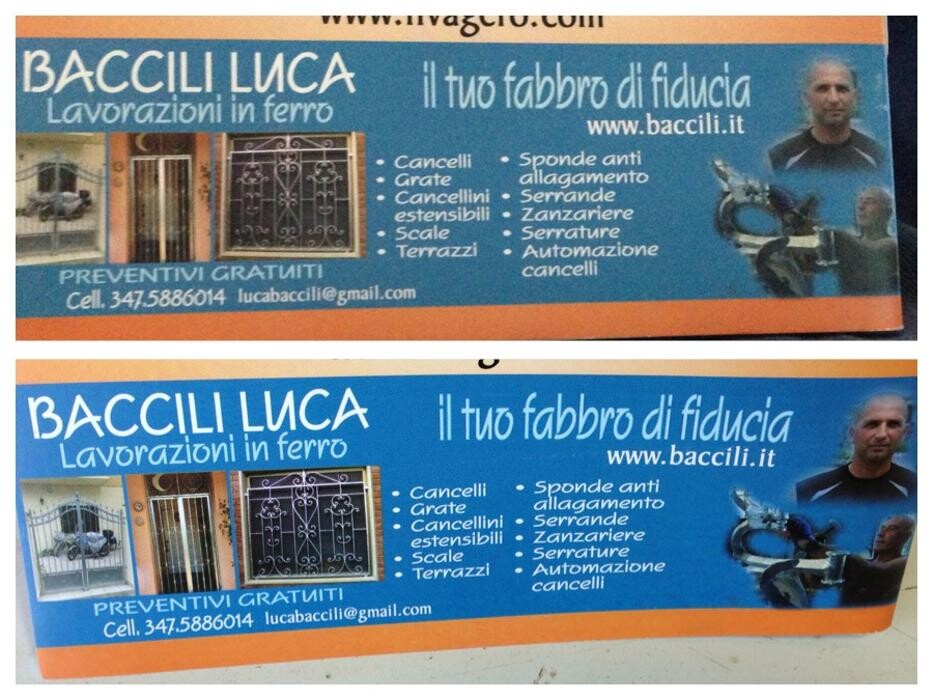 www.nvagero.com
BACCILI LUCA
Lavorazioni in ferro
il tuo fabbro di fiducia
www.baccili.it
• Cancelli
• Grate
• Cancellini
estensibili
• Scale
• Terrazzi
• Sponde anti
allagamento
• Serrande
• Zanzariere
• Serrature
• Automazione
cancelli
PREVENTIVI GRATUITI
Cell. 347.5886014 lucabaccili@gmail.com
BACCILI LUCA
Lavorazioni in ferro
il tuo fabbro di fiducia
www.baccili.it
• Cancelli
• Grate
• Cancellini
estensibili
• Scale
• Terrazzi
• Sponde anti
allagamento
• Serrande
• Zanzariere
• Serrature
• Automazione
cancelli
PREVENTIVI GRATUITI
Cell. 347.5886014 lucabaccili@gmail.com